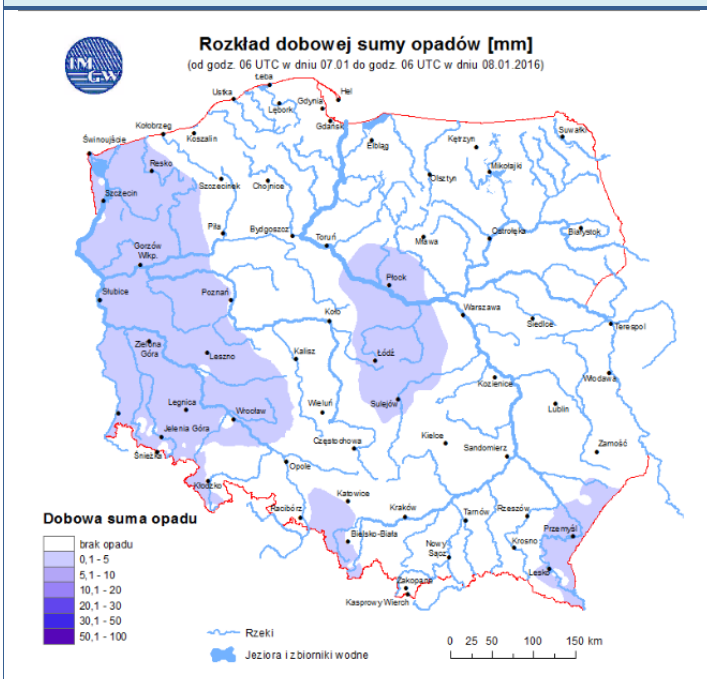 IMGW
Rozkład dobowej sumy opadów [mm]
(od godz. 06 UTC w dniu 07.01 do godz. 06 UTC w dniu 08.01.2016)
Łeba
Ustka
Hel
Gdynia
Lębork
Gdańsk
Kołobrzeg
Koszalin
Świnoujście
Elbląg
Kętrzyn
Suwałki
Resko
Szczecinek
Chojnice
Olsztyn
Mikołajki
Szczecin
Piła
Bydgoszcz
Toruń
Mława
Ostrołęka
Białystok
Gorzów
Wlkp.
Płock
Słubice
Poznań
Koło
Warszawa
Siedlce
Terespol
Zielona
Góra
Leszno
Kalisz
Łódź
Kozienice
Włodawa
Legnica
Wrocław
Wieluń
Sulejów
Lublin
Jelenia Góra
Śnieżka
Częstochowa
Kielce
Sandomierz
Zamość
Opole
Kłodzko
Katowice
Racibórz
Kraków
Tarnów
Rzeszów
Przemyśl
Bielsko-Biała
Nowy
Sącz
Krosno
Lesko
Zakopane
Kasprowy Wierch
Dobowa suma opadu
brak opadu
0,1 - 5
5,1 - 10
10,1 - 20
20,1 - 30
30,1 - 50
50,1 - 100
Rzeki
Jeziora i zbiorniki wodne
0 25 50 100 150 km